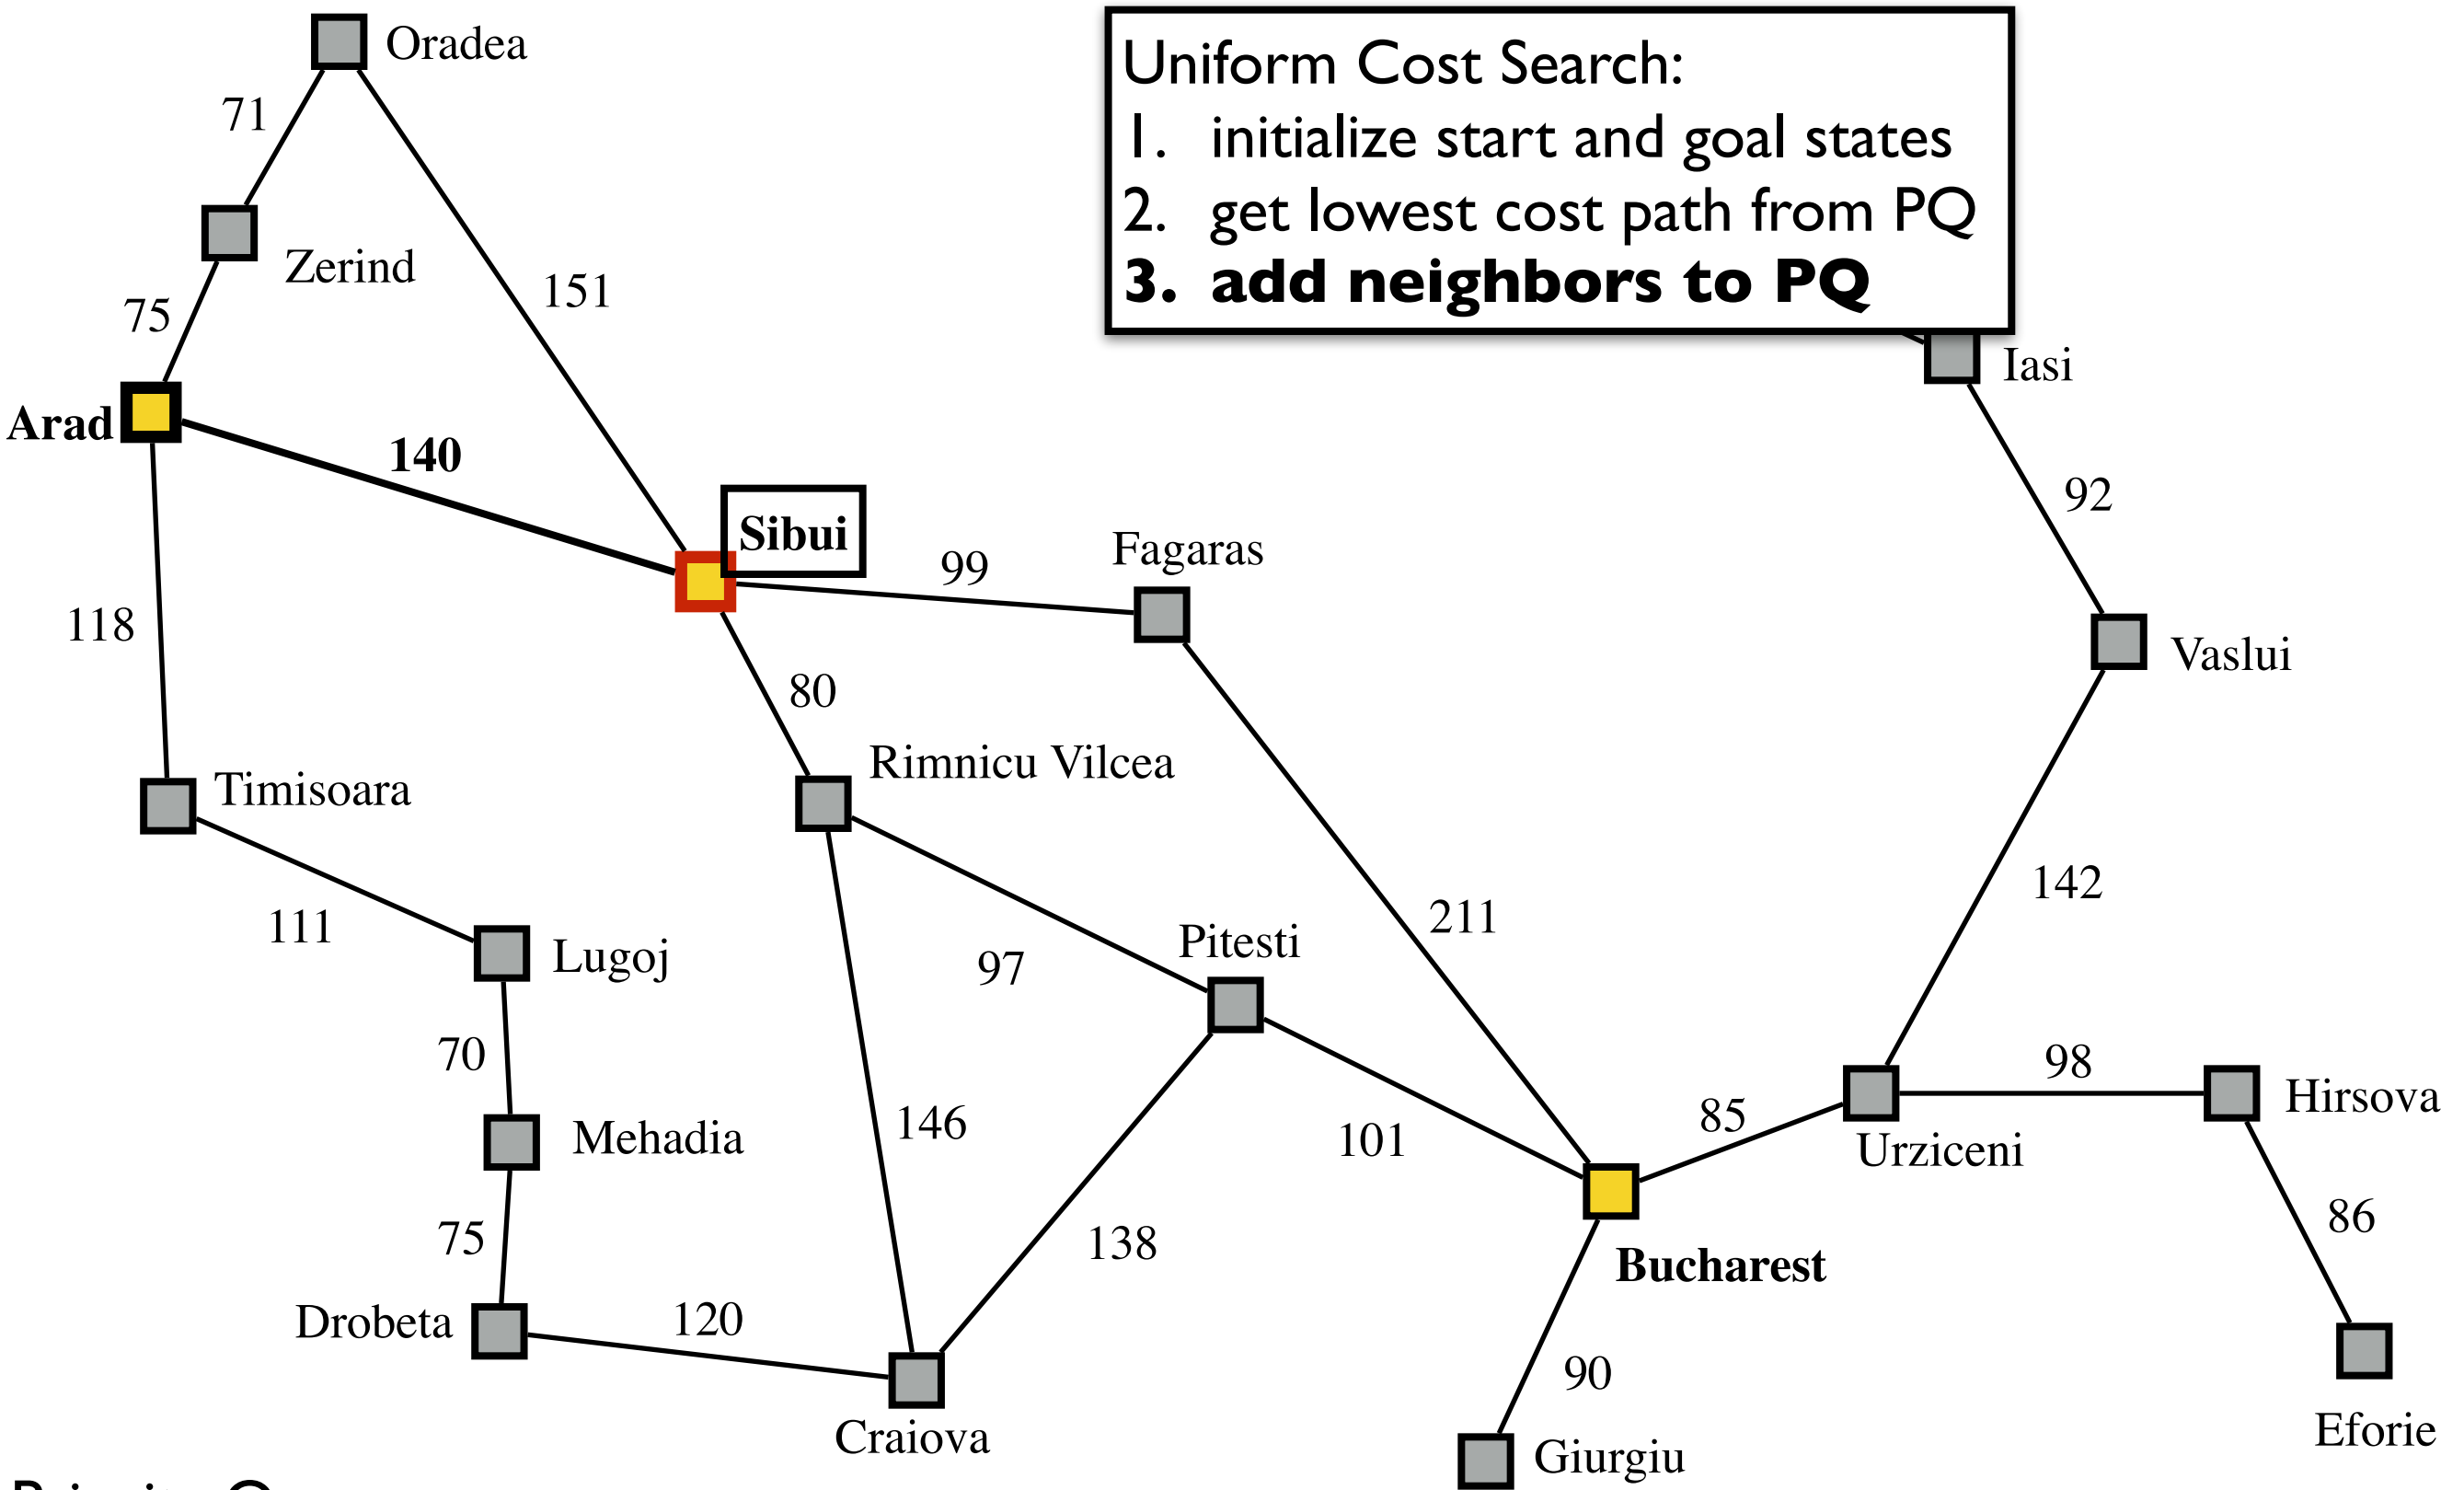 Oradea
Uniform Cost Search:
1. initialize start and goal states
2. get lowest cost path from PQ
3. add neighbors to PQ
71
Zerind
151
75
Iasi
Arad
140
92
Sibui
99
Fagaras
118
Vaslui
80
Rimnicu Vilcea
Timisoara
142
211
111
Lugoj
Pitesti
97
70
98
Hirsova
Mehadia
146
101
85
Urziceni
75
138
86
Bucharest
Drobeta
120
90
Craiova
Giurgiu
Eforie